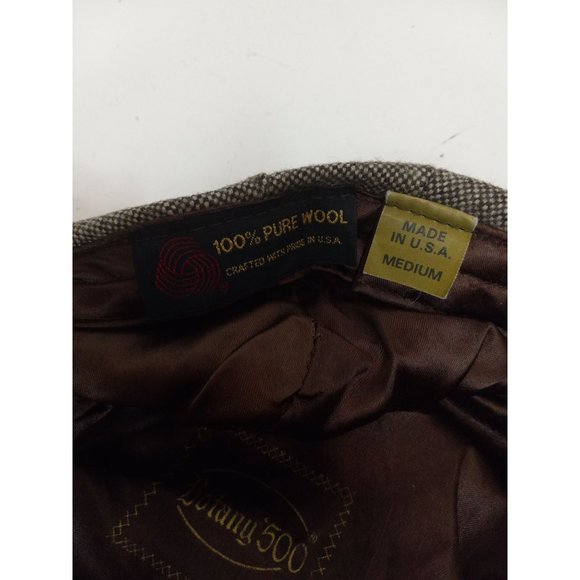 100% PURE WOOL
CRAFTED WITH PRIDE IN U.S.A.
®
MADE
IN U.S.A.
MEDIUM
Botany '500®